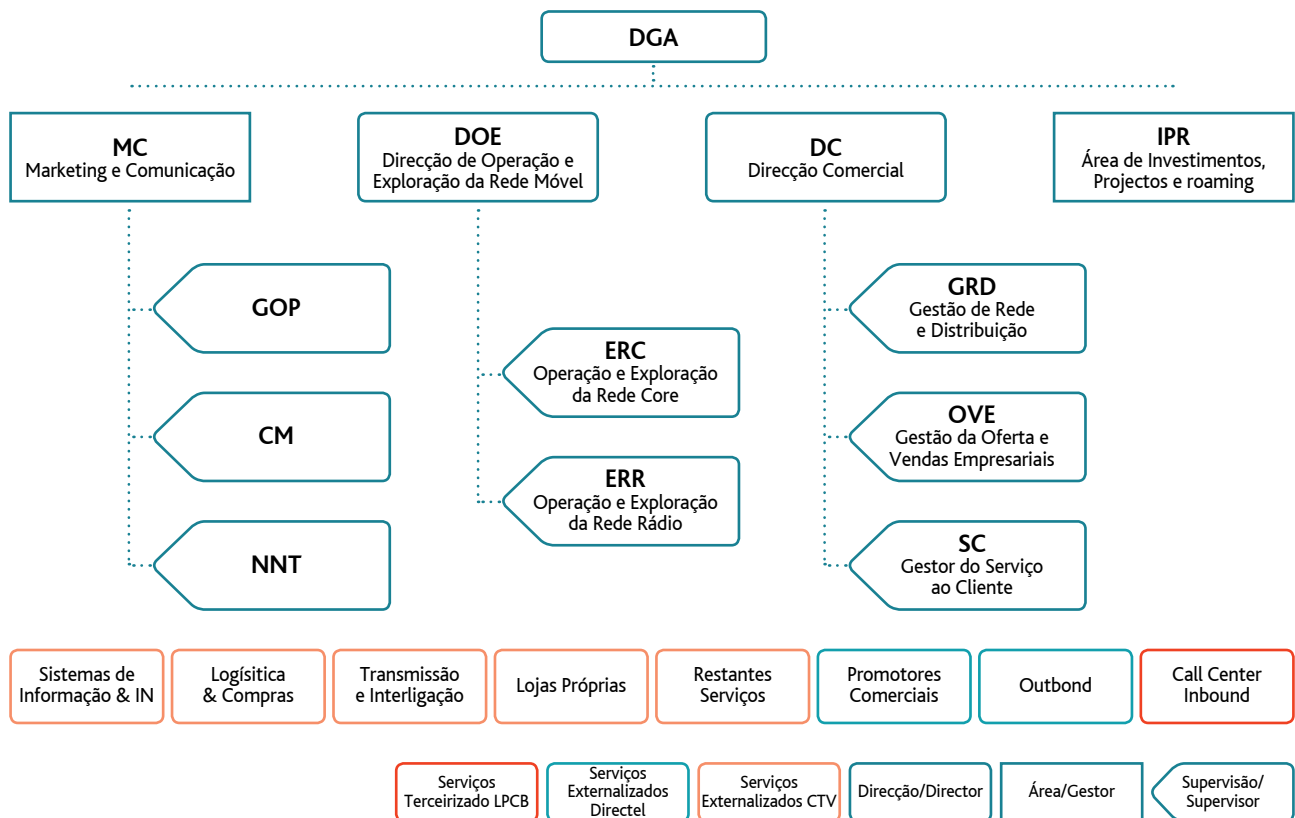 DGA
MC
Marketing e Comunicação
DOE
Direcção de Operação e
Exploração da Rede Móvel
DC
Direcção Comercial
IPR
Área de Investimentos,
Projectos e roaming
GOP
CM
NNT
ERC
Operação e Exploração
da Rede Core
ERR
Operação e Exploração
da Rede Rádio
GRD
Gestão de Rede
e Distribuição
OVE
Gestão da Oferta e
Vendas Empresariais
SC
Gestor do Serviço
ao Cliente
Sistemas de
Informação & IN
Logísitica
& Compras
Transmissão
e Interligação
Lojas Próprias
Restantes
Serviços
Promotores
Comerciais
Outbond
Call Center
Inbound
Serviços
Terceirizado LPCB
Serviços
Externalizados
Directel
Serviços
Externalizados CTV
Direcção/Director
Área/Gestor
Supervisão/
Supervisor